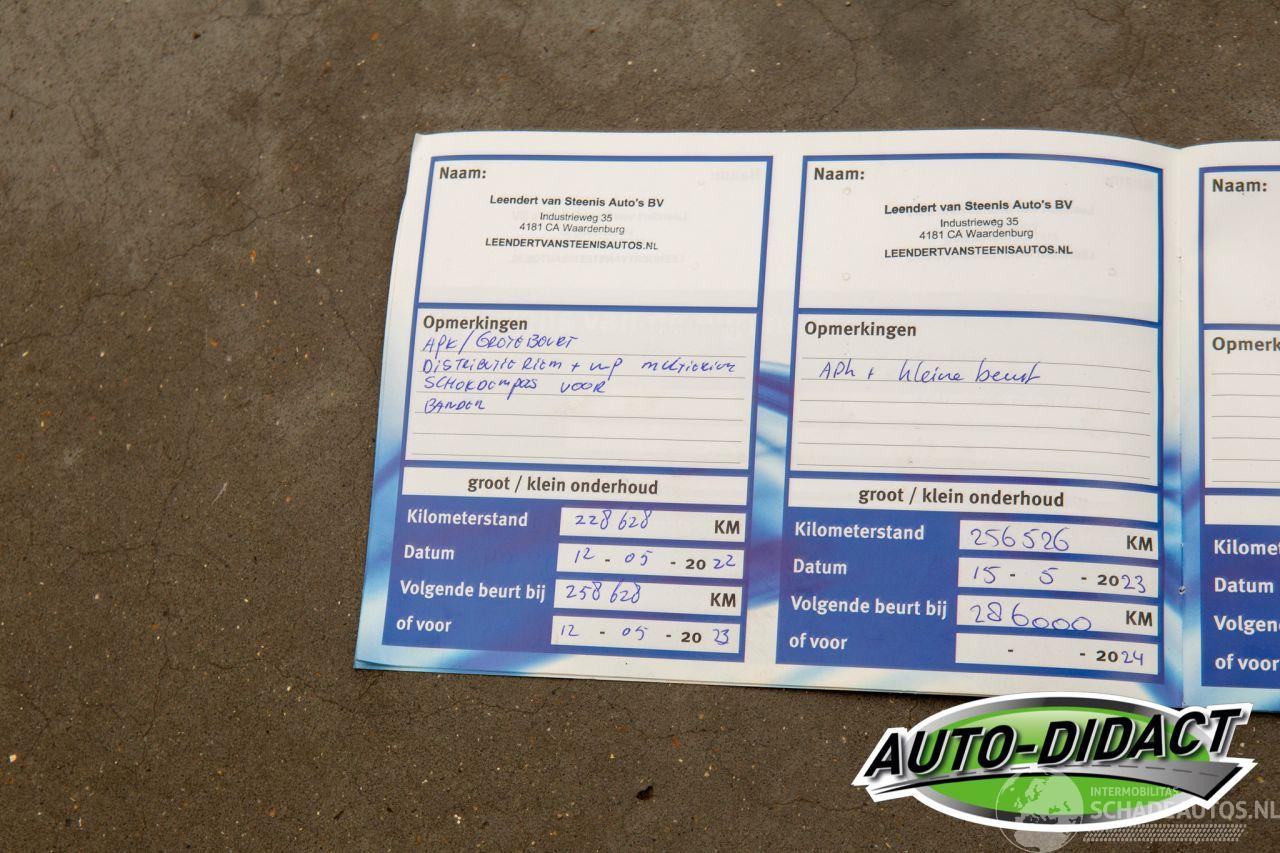 Naam:
Leendert van Steenis Auto's BV
Industrieweg 35
4181 CA Waardenburg
LEENDERTVANSTEENISAUTOS.NL
Opmerkingen
APK/GROTE BEURT
DISTRIBUTIE RIEM + WP MULTIRIEM
SCHOKDEMPERS VOOR
BANDEN
groot / klein onderhoud
Kilometerstand 228628 KM
Datum 12 - 05 - 2022
Volgende beurt bij 258628 KM
of voor 12 - 05 - 2023
Naam:
Leendert van Steenis Auto's BV
Industrieweg 35
4181 CA Waardenburg
LEENDERTVANSTEENISAUTOS.NL
Opmerkingen
APk + kleine beurt
groot / klein onderhoud
Kilometerstand 256526 KM
Datum 15 - 5 - 2023
Volgende beurt bij 286000 KM
of voor - - 2024
Naam:
Opmerk
Kilomet
Datum
Volgen
of voor
AUTO-DIDACT
INTERMOBILITAS
SCHADEAUTOS.NL